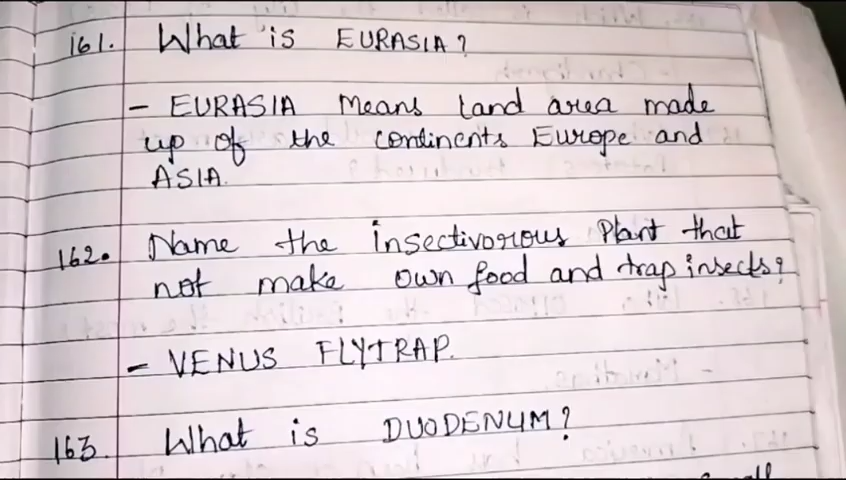 161. What is EURASIA?
- EURASIA Means land area made
up of the continents Europe and
ASIA.
162. Name the insectivorous Plant that
not make own food and trap insects?
- VENUS FLYTRAP.
163. What is DUODENUM?